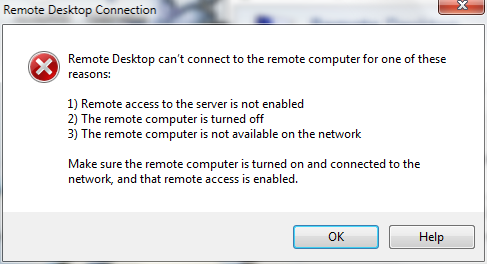 Remote Desktop Connection
Remote Desktop can't connect to the remote computer for one of these
reasons:
1) Remote access to the server is not enabled
2) The remote computer is turned off
3) The remote computer is not available on the network
Make sure the remote computer is turned on and connected to the
network, and that remote access is enabled.
OK
Help